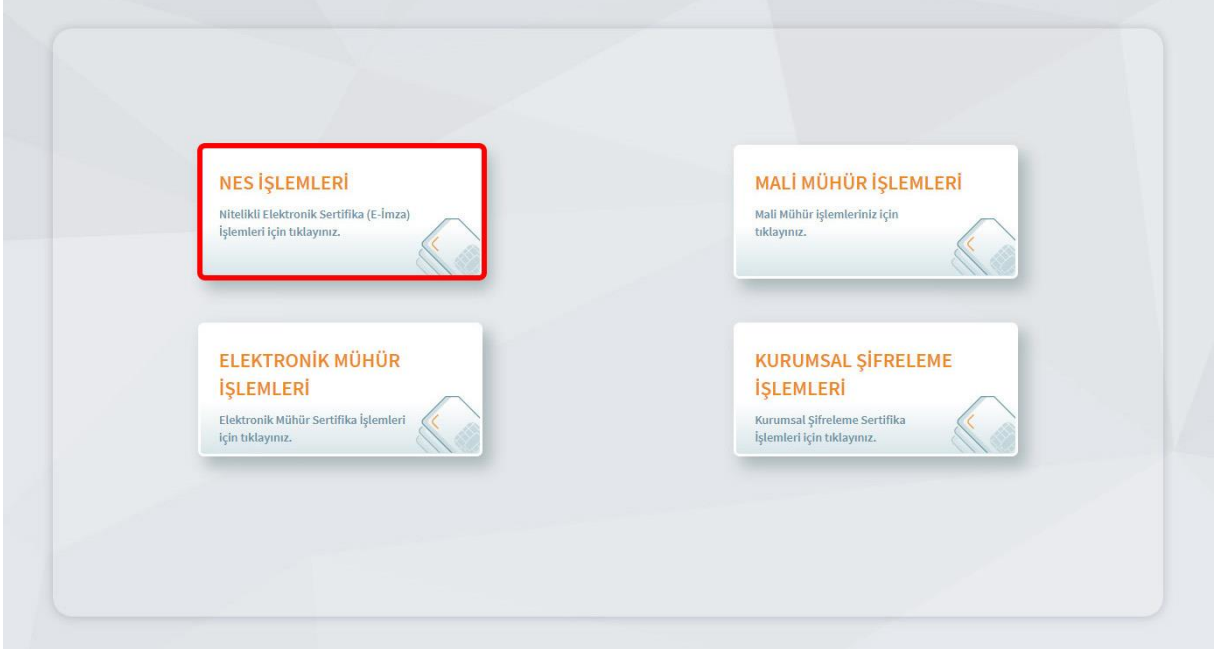 NES İŞLEMLERİ
Nitelikli Elektronik Sertifika (E-İmza)
İşlemleri için tıklayınız.
MALİ MÜHÜR İŞLEMLERİ
Mali Mühür işlemleriniz için
tıklayınız.
ELEKTRONİK MÜHÜR
İŞLEMLERİ
Elektronik Mühür Sertifika İşlemleri
için tıklayınız.
KURUMSAL ŞİFRELEME
İŞLEMLERİ
Kurumsal Şifreleme Sertifika
İşlemleri için tıklayınız.